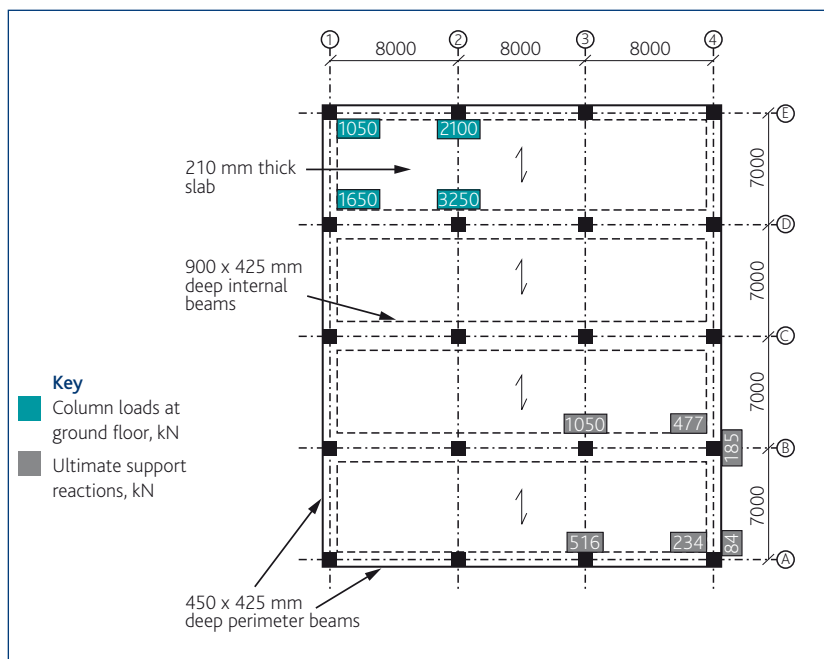 1
2
3
4
8000
8000
8000
E
1050
2100
210 mm thick
slab
7000
1650
3250
D
900 x 425 mm
deep internal
beams
7000
C
Key
Column loads at
ground floor, kN
Ultimate support
reactions, kN
7000
1050
477
185
B
7000
516
234
84
A
450 x 425 mm
deep perimeter beams